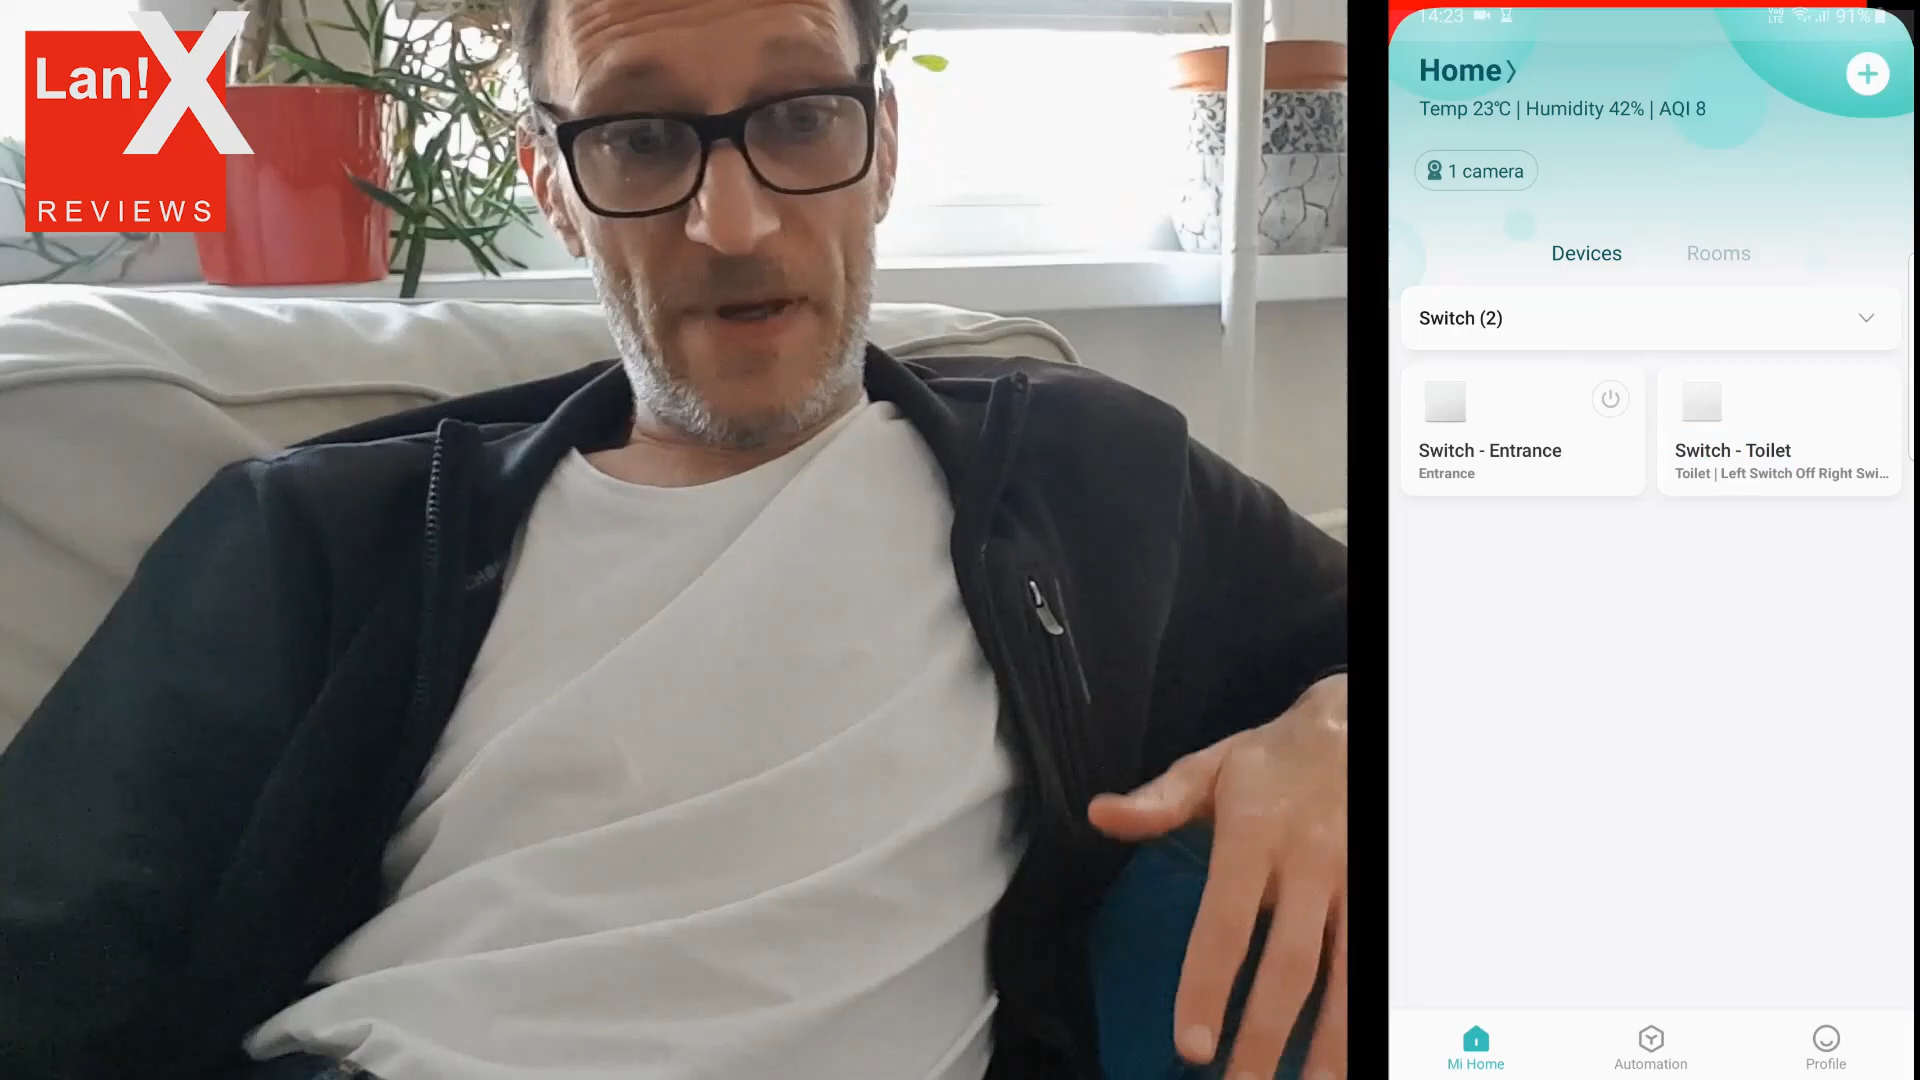 Lan!X
REVIEWS
14:23
91%
Home
Temp 23℃ | Humidity 42% | AQI 8
1 camera
Devices
Rooms
Switch (2)
Switch - Entrance
Entrance
Switch - Toilet
Toilet | Left Switch Off Right Swi...
Mi Home
Automation
Profile